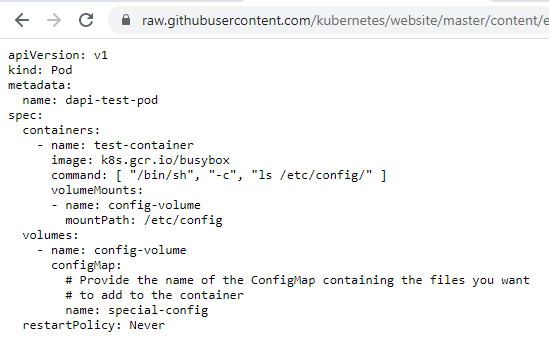 raw.githubusercontent.com/kubernetes/website/master/content/e
apiVersion: v1
kind: Pod
metadata:
  name: dapi-test-pod
spec:
  containers:
    - name: test-container
      image: k8s.gcr.io/busybox
      command: [ "/bin/sh", "-c", "ls /etc/config/" ]
      volumeMounts:
      - name: config-volume
        mountPath: /etc/config
  volumes:
    - name: config-volume
      configMap:
        # Provide the name of the ConfigMap containing the files you want
        # to add to the container
        name: special-config
  restartPolicy: Never